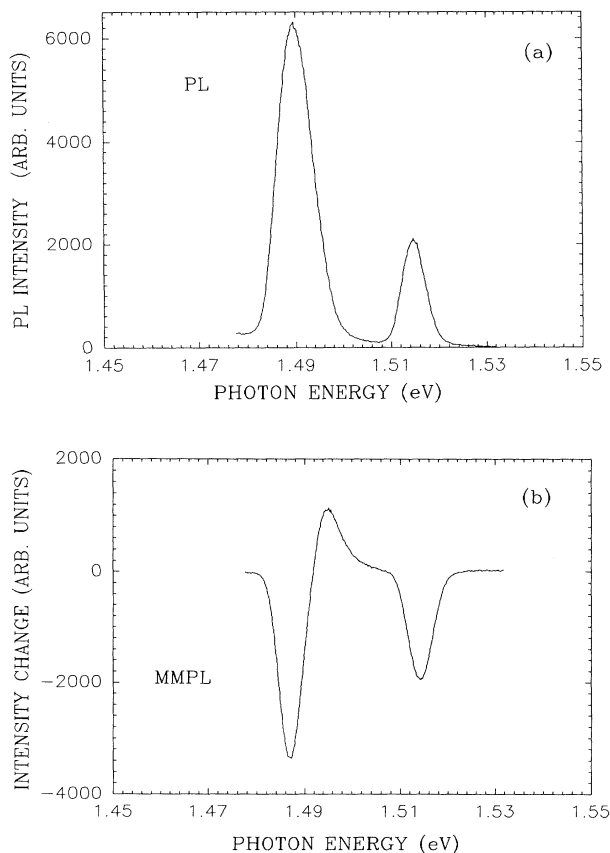 (a)
PL
PL INTENSITY (ARB. UNITS)
6000
4000
2000
0
1.45 1.47 1.49 1.51 1.53 1.55
PHOTON ENERGY (eV)
(b)
MMPL
INTENSITY CHANGE (ARB. UNITS)
2000
0
−2000
−4000
1.45 1.47 1.49 1.51 1.53 1.55
PHOTON ENERGY (eV)